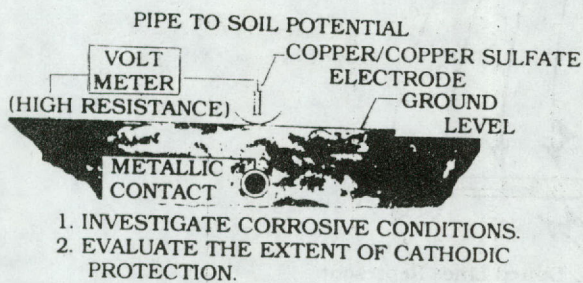 PIPE TO SOIL POTENTIAL
VOLT
METER
(HIGH RESISTANCE)
COPPER/COPPER SULFATE
ELECTRODE
GROUND
LEVEL
METALLIC
CONTACT
1. INVESTIGATE CORROSIVE CONDITIONS.
2. EVALUATE THE EXTENT OF CATHODIC
PROTECTION.